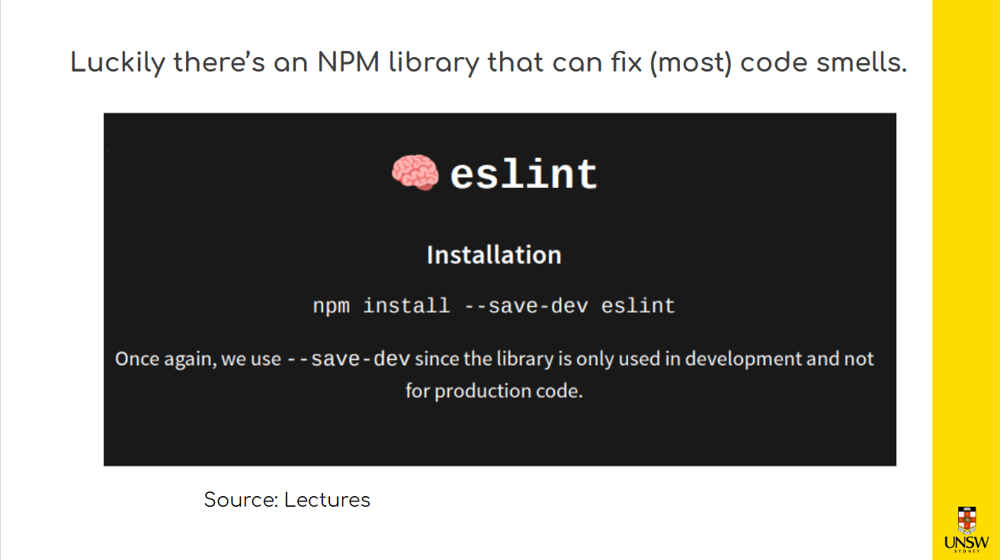 Luckily there’s an NPM library that can fix (most) code smells.
🧠 eslint
Installation
npm install --save-dev eslint
Once again, we use --save-dev since the library is only used in development and not
for production code.
Source: Lectures
UNSW
SYDNEY